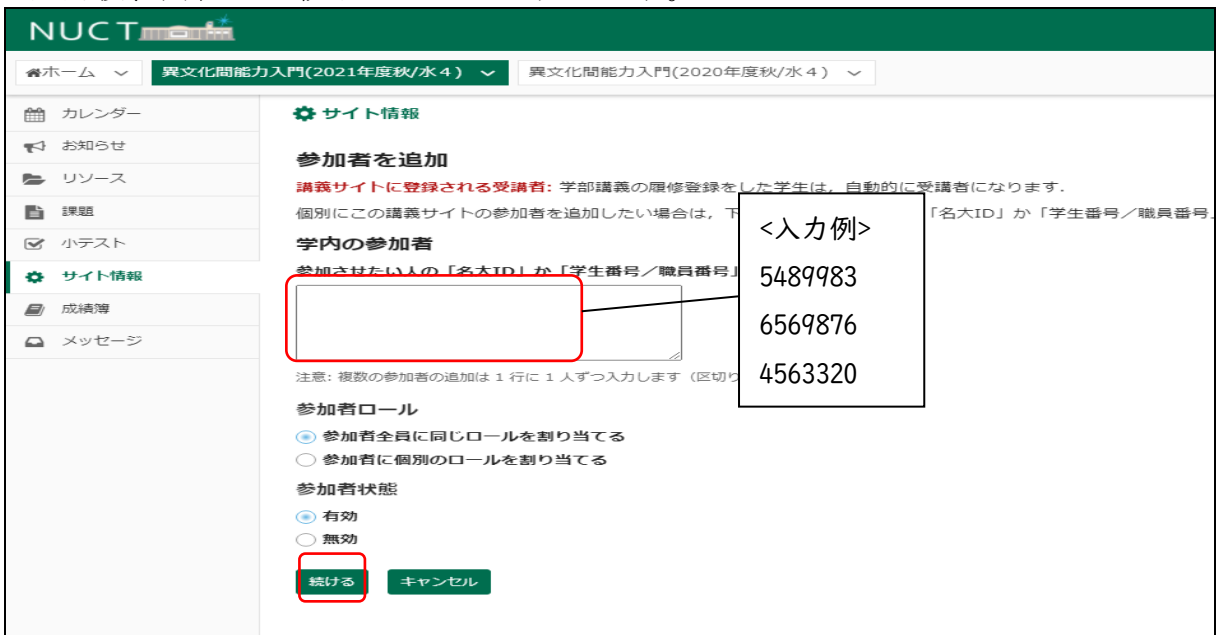 NUCT
ホーム
異文化間能力入門(2021年度秋/水4)
異文化間能力入門(2020年度秋/水4)
カレンダー
お知らせ
リソース
課題
小テスト
サイト情報
成績簿
メッセージ
サイト情報
参加者を追加
講義サイトに登録される受講者: 学部講義の履修登録をした学生は，自動的に受講者になります.
個別にこの講義サイトの参加者を追加したい場合は，下 「名大ID」か「学生番号／職員番号
学内の参加者
参加させたい人の「名大ID」か「学生番号／職員番号」
注意: 複数の参加者の追加は 1 行に 1 人ずつ入力します（区切り
<入力例>
5489983
6569876
4563320
参加者ロール
参加者全員に同じロールを割り当てる
参加者に個別のロールを割り当てる
参加者状態
有効
無効
続ける
キャンセル